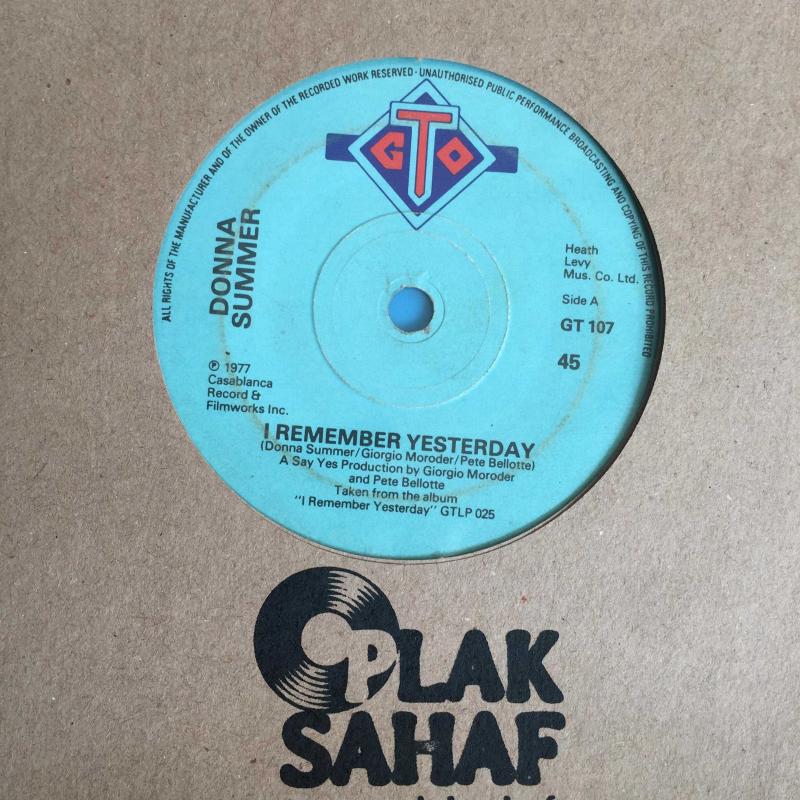 ALL RIGHTS OF THE MANUFACTURER AND OF THE OWNER OF THE RECORDED WORK RESERVED · UNAUTHORISED PUBLIC PERFORMANCE BROADCASTING AND COPYING OF THIS RECORD PROHIBITED
GTO
DONNA
SUMMER
Heath
Levy
Mus. Co. Ltd.
Side A
GT 107
45
℗ 1977
Casablanca
Record &
Filmworks Inc.
I REMEMBER YESTERDAY
(Donna Summer/Giorgio Moroder/Pete Bellotte)
A Say Yes Production by Giorgio Moroder
and Pete Bellotte
Taken from the album
"I Remember Yesterday" GTLP 025
PLAK
SAHAF